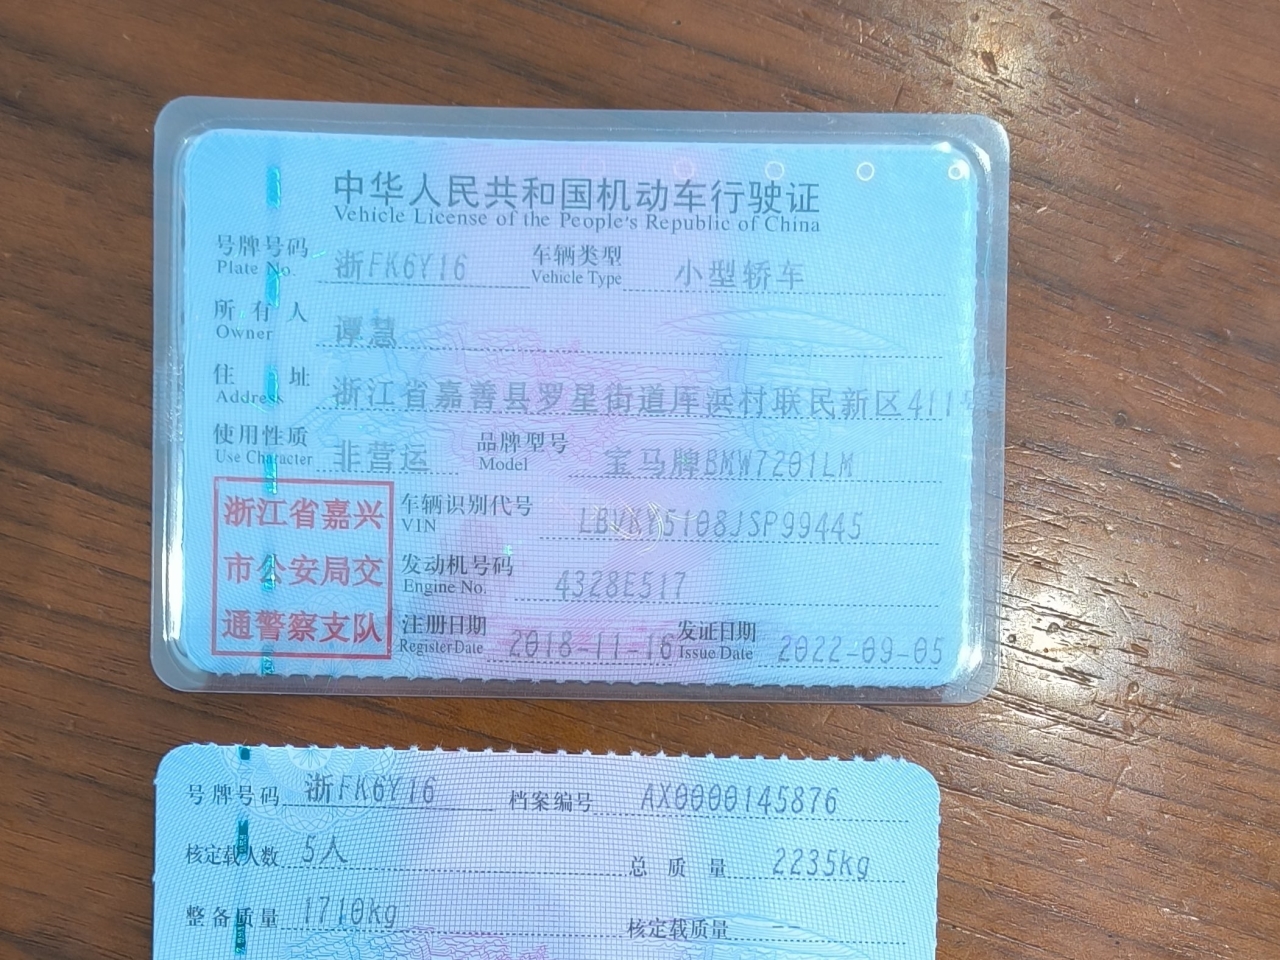 中华人民共和国机动车行驶证
Vehicle License of the People's Republic of China
号牌号码 浙FK6Y16 车辆类型 小型轿车
Plate No. Vehicle Type
所有人 谭慧
Owner
住址 浙江省嘉善县罗星街道厍浜村联民新区411号
Address
使用性质 非营运 品牌型号 宝马牌BMW7201LM
Use Character Model
浙江省嘉兴
市公安局交
通警察支队
车辆识别代号 LBVKY5108JSP99445
VIN
发动机号码 4328E517
Engine No.
注册日期 2018-11-16 发证日期 2022-09-05
Register Date Issue Date
号牌号码 浙FK6Y16 档案编号 AX0000145876
核定载人数 5人 总质量 2235kg
整备质量 1710kg 核定载质量 --